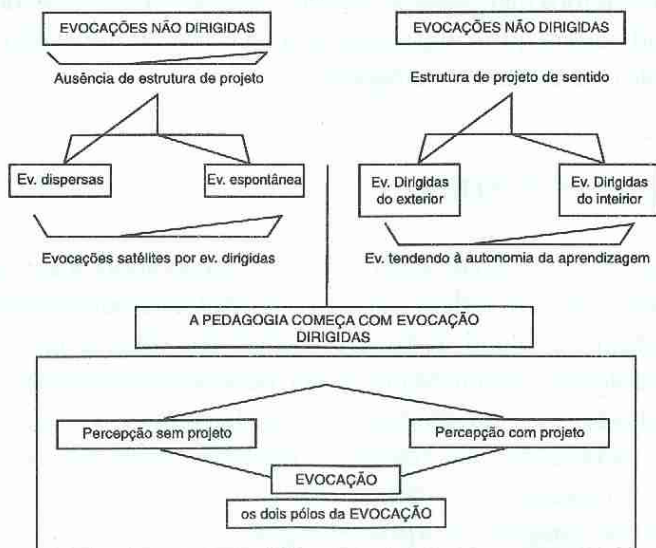 EVOCAÇÕES NÃO DIRIGIDAS
Ausência de estrutura de projeto
Ev. dispersas
Ev. espontânea
Evocações satélites por ev. dirigidas
EVOCAÇÕES NÃO DIRIGIDAS
Estrutura de projeto de sentido
Ev. Dirigidas
do exterior
Ev. Dirigidas
do inteirior
Ev. tendendo à autonomia da aprendizagem
A PEDAGOGIA COMEÇA COM EVOCAÇÃO
DIRIGIDAS
Percepção sem projeto
Percepção com projeto
EVOCAÇÃO
os dois pólos da EVOCAÇÃO